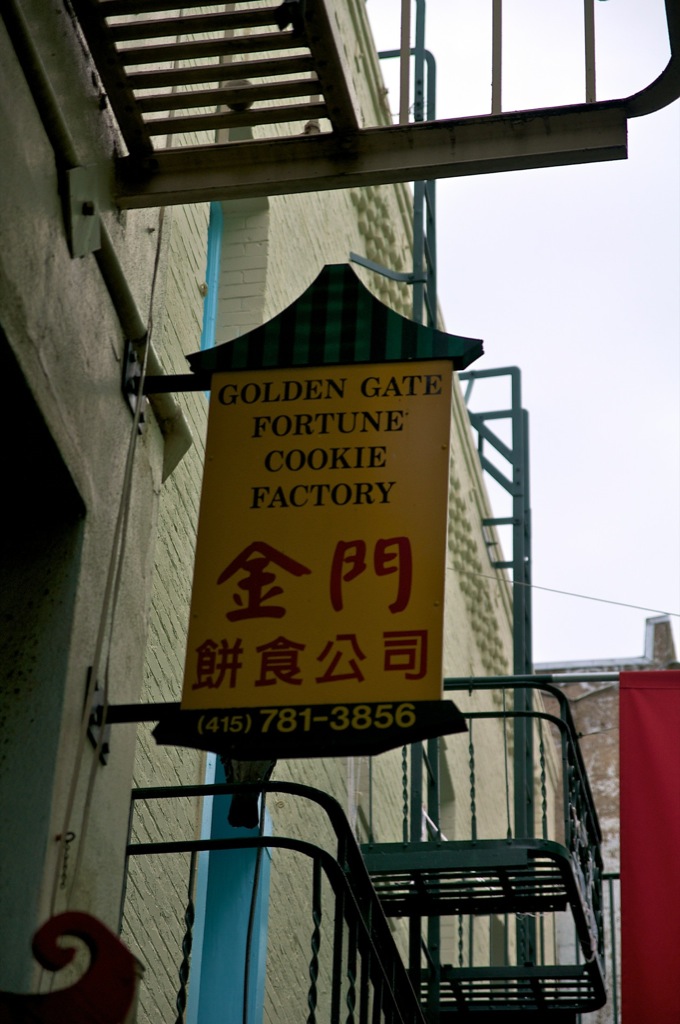 GOLDEN GATE
FORTUNE
COOKIE
FACTORY
金門
餅食公司
(415) 781-3856